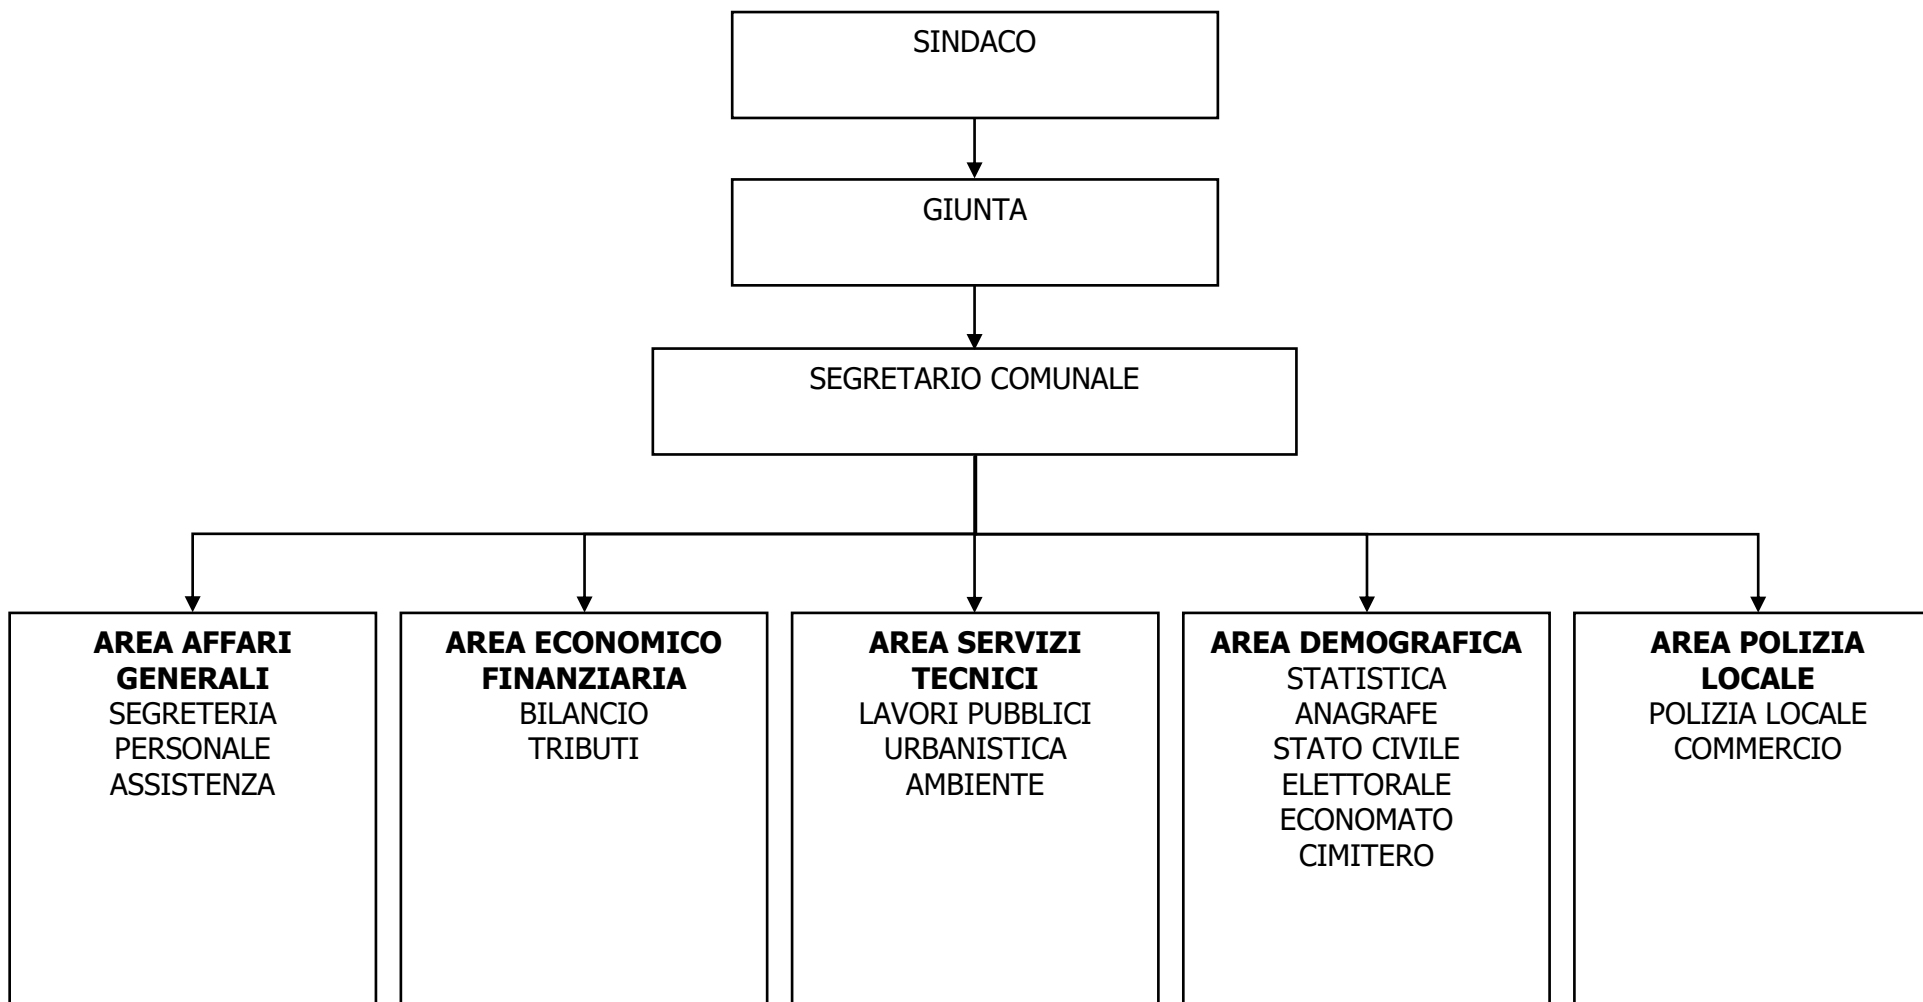 SINDACO
GIUNTA
SEGRETARIO COMUNALE
AREA AFFARI
GENERALI
SEGRETERIA
PERSONALE
ASSISTENZA
AREA ECONOMICO
FINANZIARIA
BILANCIO
TRIBUTI
AREA SERVIZI
TECNICI
LAVORI PUBBLICI
URBANISTICA
AMBIENTE
AREA DEMOGRAFICA
STATISTICA
ANAGRAFE
STATO CIVILE
ELETTORALE
ECONOMATO
CIMITERO
AREA POLIZIA
LOCALE
POLIZIA LOCALE
COMMERCIO